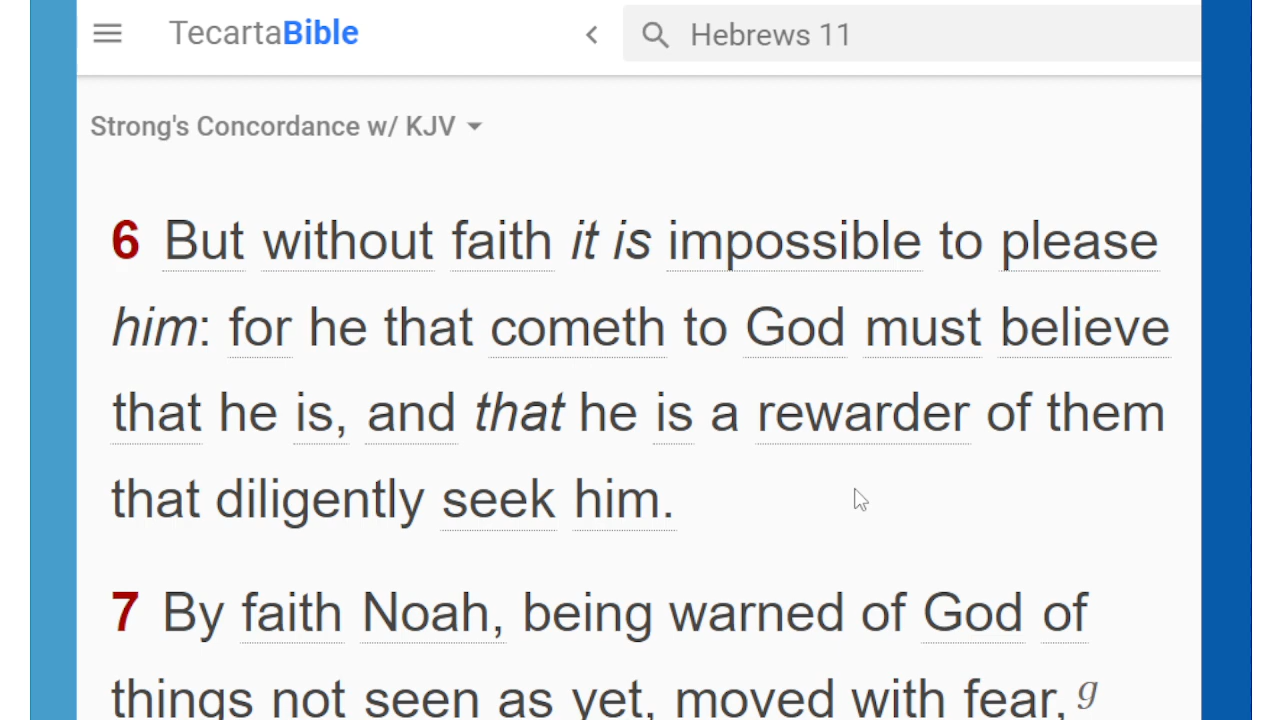 TecartaBible
Hebrews 11
Strong's Concordance w/ KJV
6 But without faith it is impossible to please
him: for he that cometh to God must believe
that he is, and that he is a rewarder of them
that diligently seek him.
7 By faith Noah, being warned of God of
things not seen as yet, moved with fear, g